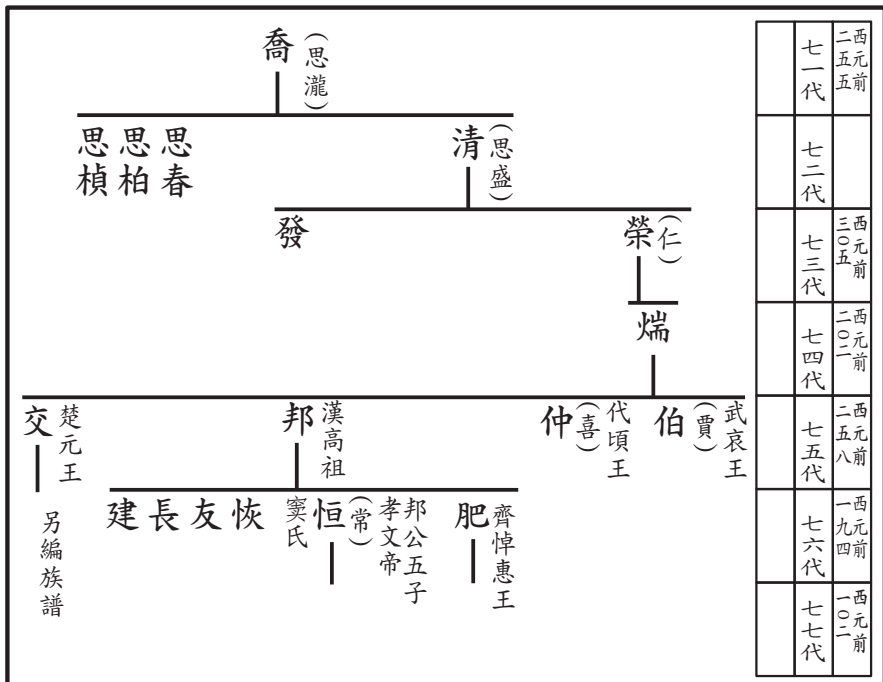 西元前
二五五
七一代
喬
(思瀧)
七二代
清
(思盛)
思春
思柏
思楨
西元前
三〇五
七三代
榮
(仁)
發
西元前
二〇二
七四代
煓
西元前
二五八
七五代
武哀王
伯
(賈)
代頃王
仲
(喜)
漢高祖
邦
楚元王
交
另編族譜
西元前
一九四
七六代
齊悼惠王
肥
邦公五子
孝文帝
(常)
恒
竇氏
恢
友
長
建
西元前
一〇二
七七代